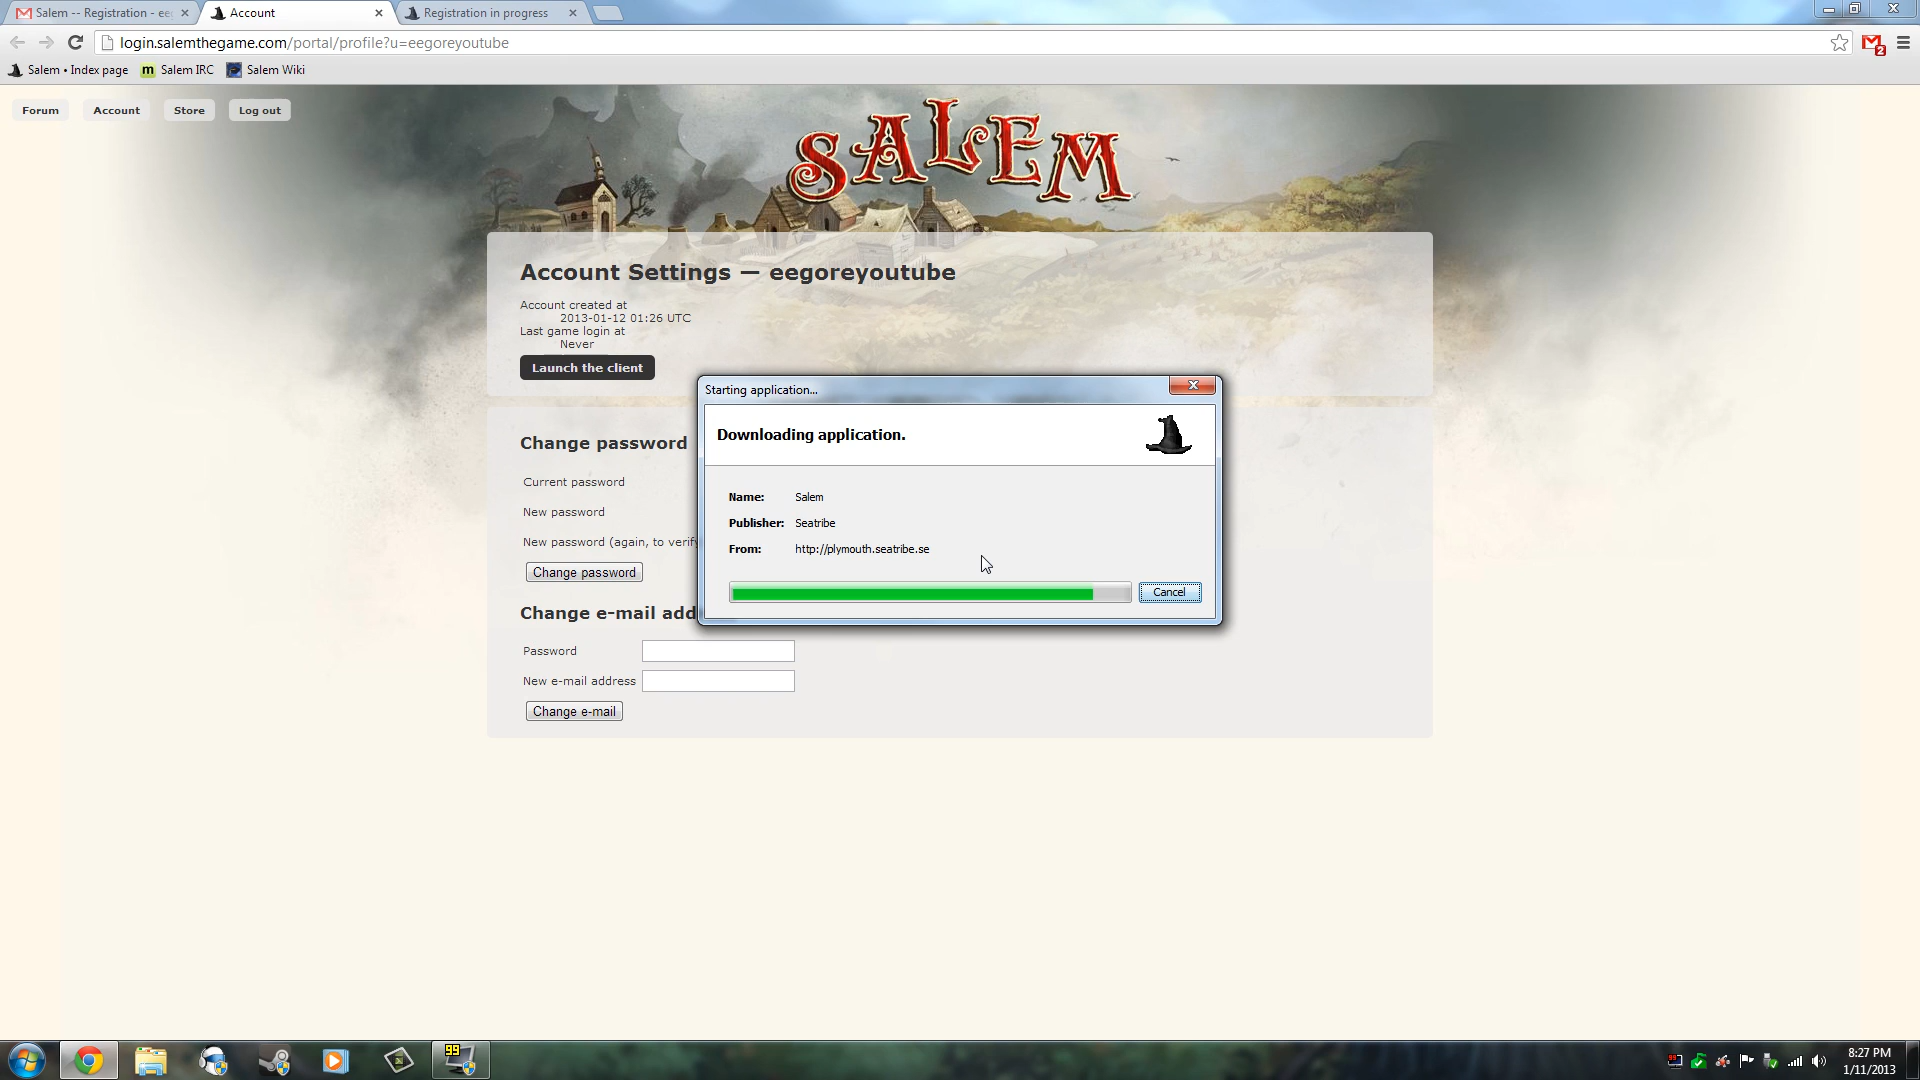 Salem -- Registration - ee
Account
Registration in progress
login.salemthegame.com/portal/profile?u=eegoreyoutube
2
Salem • Index page
m
Salem IRC
Salem Wiki
Forum
Account
Store
Log out
SALEM
Account Settings — eegoreyoutube
Account created at
2013-01-12 01:26 UTC
Last game login at
Never
Launch the client
Starting application...
Downloading application.
Name: Salem
Publisher: Seatribe
From: http://plymouth.seatribe.se
Cancel
Change password
Current password
New password
New password (again, to verify
Change password
Change e-mail add
Password
New e-mail address
Change e-mail
99
8:27 PM
1/11/2013